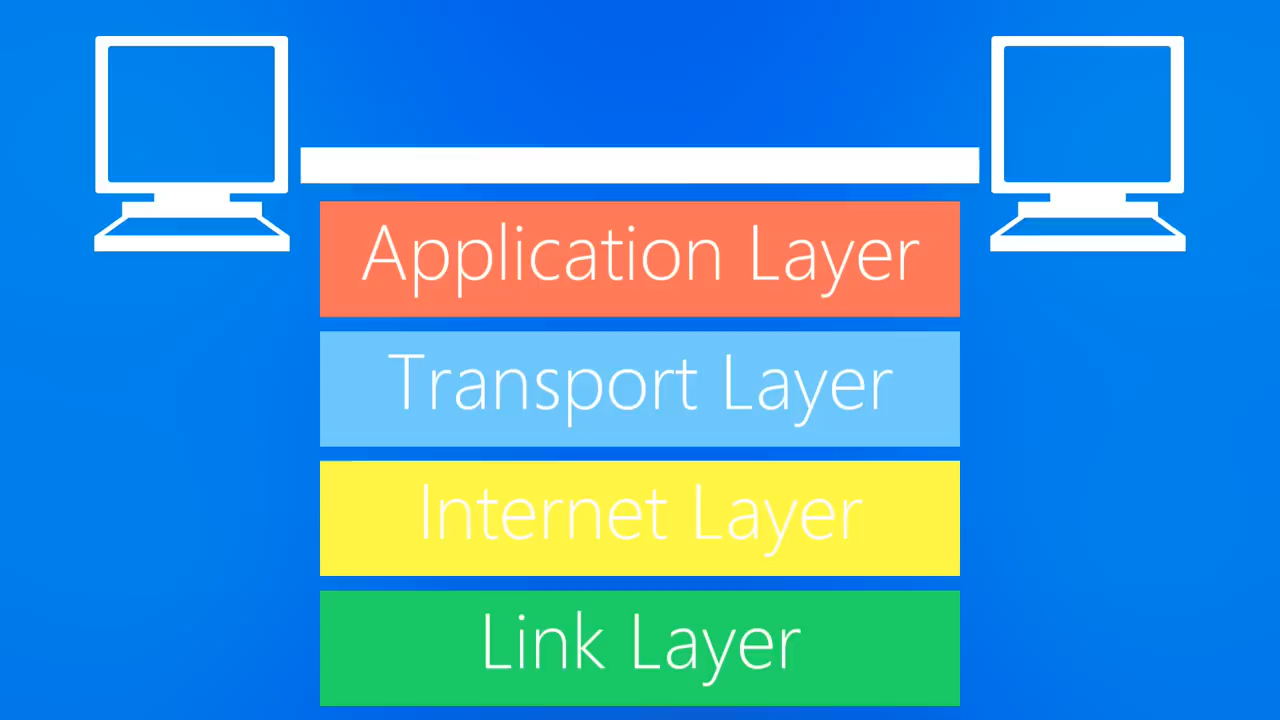 Application Layer
Transport Layer
Internet Layer
Link Layer